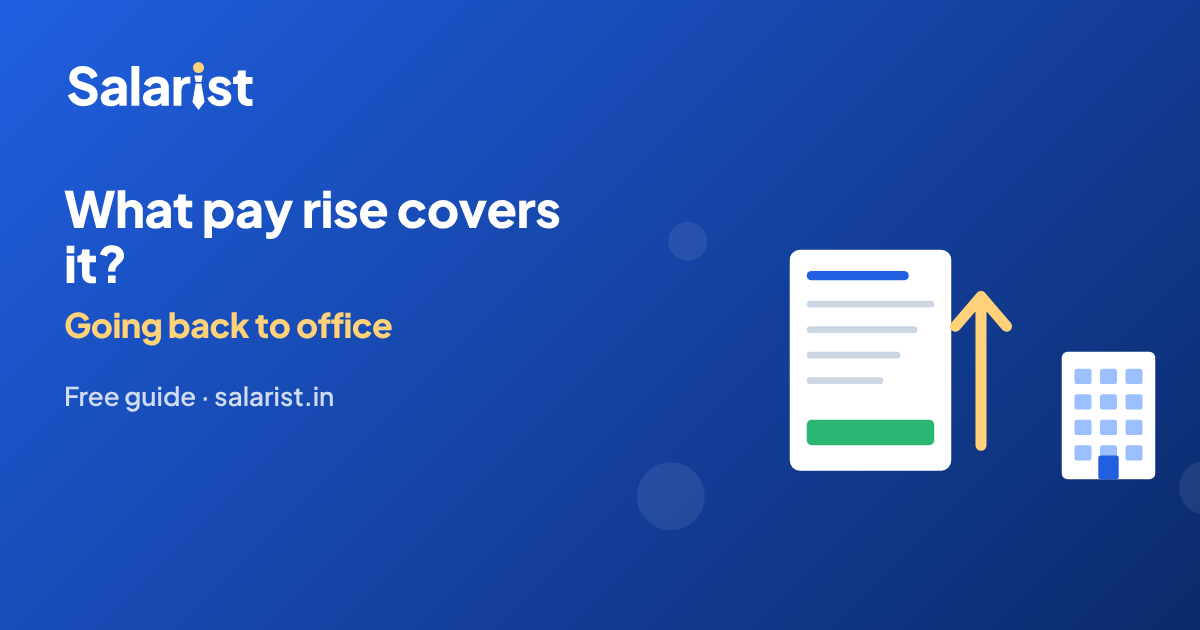 Salarist
What pay rise covers
it?
Going back to office
Free guide · salarist.in